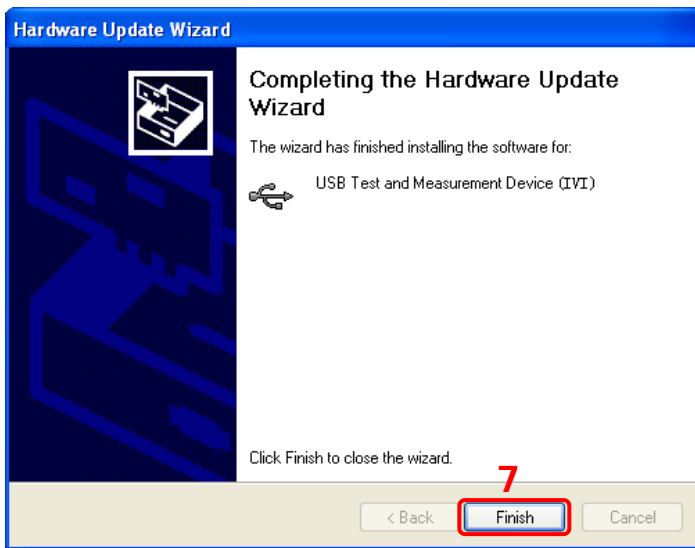 Hardware Update Wizard
Completing the Hardware Update
Wizard
The wizard has finished installing the software for:
USB Test and Measurement Device (IVI)
Click Finish to close the wizard.
7
< Back
Finish
Cancel